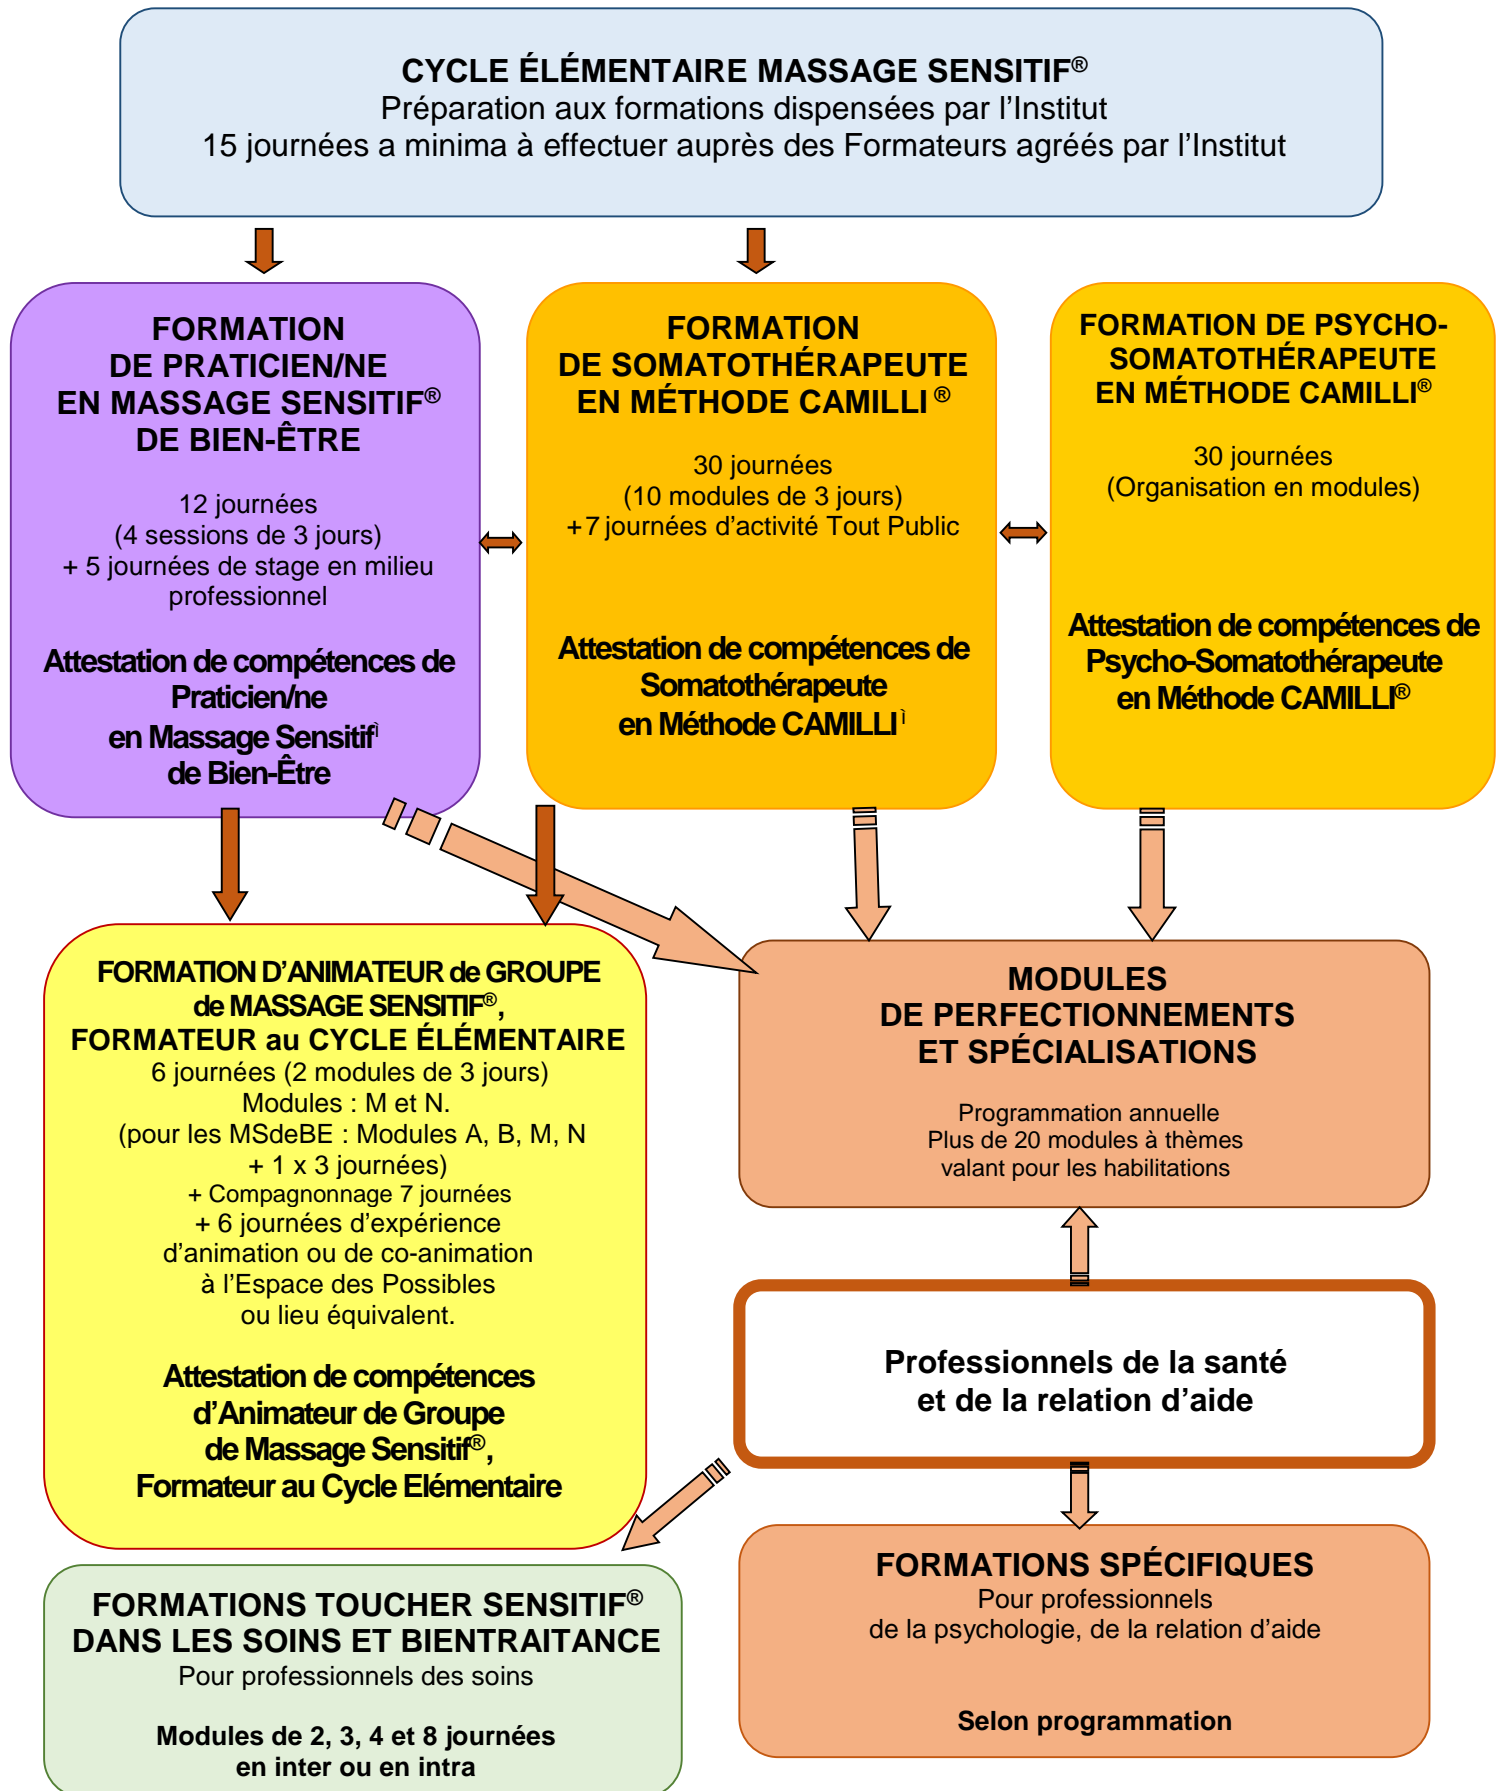 CYCLE ÉLÉMENTAIRE MASSAGE SENSITIF®
Préparation aux formations dispensées par l’Institut
15 journées a minima à effectuer auprès des Formateurs agréés par l’Institut
FORMATION
DE PRATICIEN/NE
EN MASSAGE SENSITIF®
DE BIEN-ÊTRE
12 journées
(4 sessions de 3 jours)
+ 5 journées de stage en milieu
professionnel
Attestation de compétences de
Praticien/ne
en Massage Sensitifì
de Bien-Être
FORMATION
DE SOMATOTHÉRAPEUTE
EN MÉTHODE CAMILLI ®
30 journées
(10 modules de 3 jours)
+ 7 journées d’activité Tout Public
Attestation de compétences de
Somatothérapeute
en Méthode CAMILLIì
FORMATION DE PSYCHO-
SOMATOTHÉRAPEUTE
EN MÉTHODE CAMILLI®
30 journées
(Organisation en modules)
Attestation de compétences de
Psycho-Somatothérapeute
en Méthode CAMILLI®
FORMATION D’ANIMATEUR de GROUPE
de MASSAGE SENSITIF®,
FORMATEUR au CYCLE ÉLÉMENTAIRE
6 journées (2 modules de 3 jours)
Modules : M et N.
(pour les MSdeBE : Modules A, B, M, N
+ 1 x 3 journées)
+ Compagnonnage 7 journées
+ 6 journées d’expérience
d’animation ou de co-animation
à l’Espace des Possibles
ou lieu équivalent.
Attestation de compétences
d’Animateur de Groupe
de Massage Sensitif®,
Formateur au Cycle Elémentaire
MODULES
DE PERFECTIONNEMENTS
ET SPÉCIALISATIONS
Programmation annuelle
Plus de 20 modules à thèmes
valant pour les habilitations
Professionnels de la santé
et de la relation d’aide
FORMATIONS TOUCHER SENSITIF®
DANS LES SOINS ET BIENTRAITANCE
Pour professionnels des soins
Modules de 2, 3, 4 et 8 journées
en inter ou en intra
FORMATIONS SPÉCIFIQUES
Pour professionnels
de la psychologie, de la relation d’aide
Selon programmation